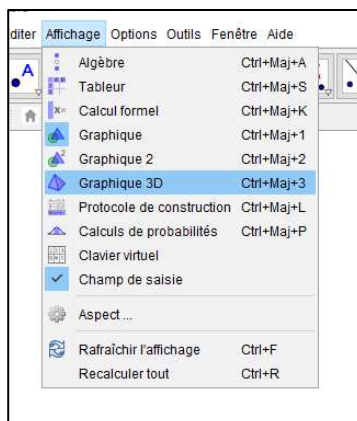 diter Affichage Options Outils Fenêtre Aide
A
Algèbre Ctrl+Maj+A
Tableur Ctrl+Maj+S
x= Calcul formel Ctrl+Maj+K
Graphique Ctrl+Maj+1
2 Graphique 2 Ctrl+Maj+2
Graphique 3D Ctrl+Maj+3
Protocole de construction Ctrl+Maj+L
Calculs de probabilités Ctrl+Maj+P
Clavier virtuel
Champ de saisie
Aspect ...
Rafraîchir l'affichage Ctrl+F
Recalculer tout Ctrl+R